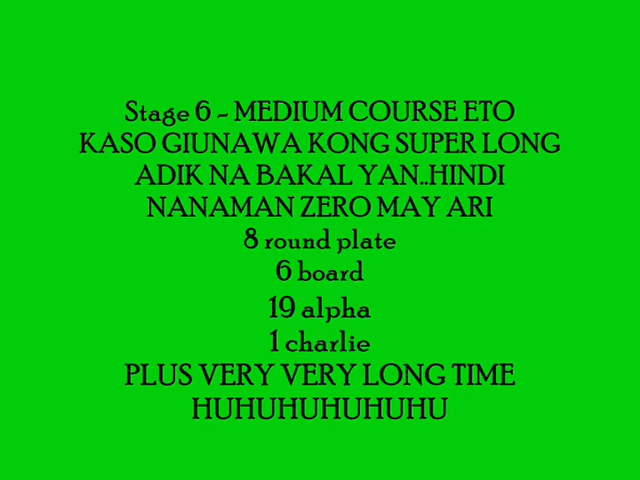 Stage 6 - MEDIUM COURSE ETO
KASO GIUNAWA KONG SUPER LONG
ADIK NA BAKAL YAN..HINDI
NANAMAN ZERO MAY ARI
8 round plate
6 board
19 alpha
1 charlie
PLUS VERY VERY LONG TIME
HUHUHUHUHUHU